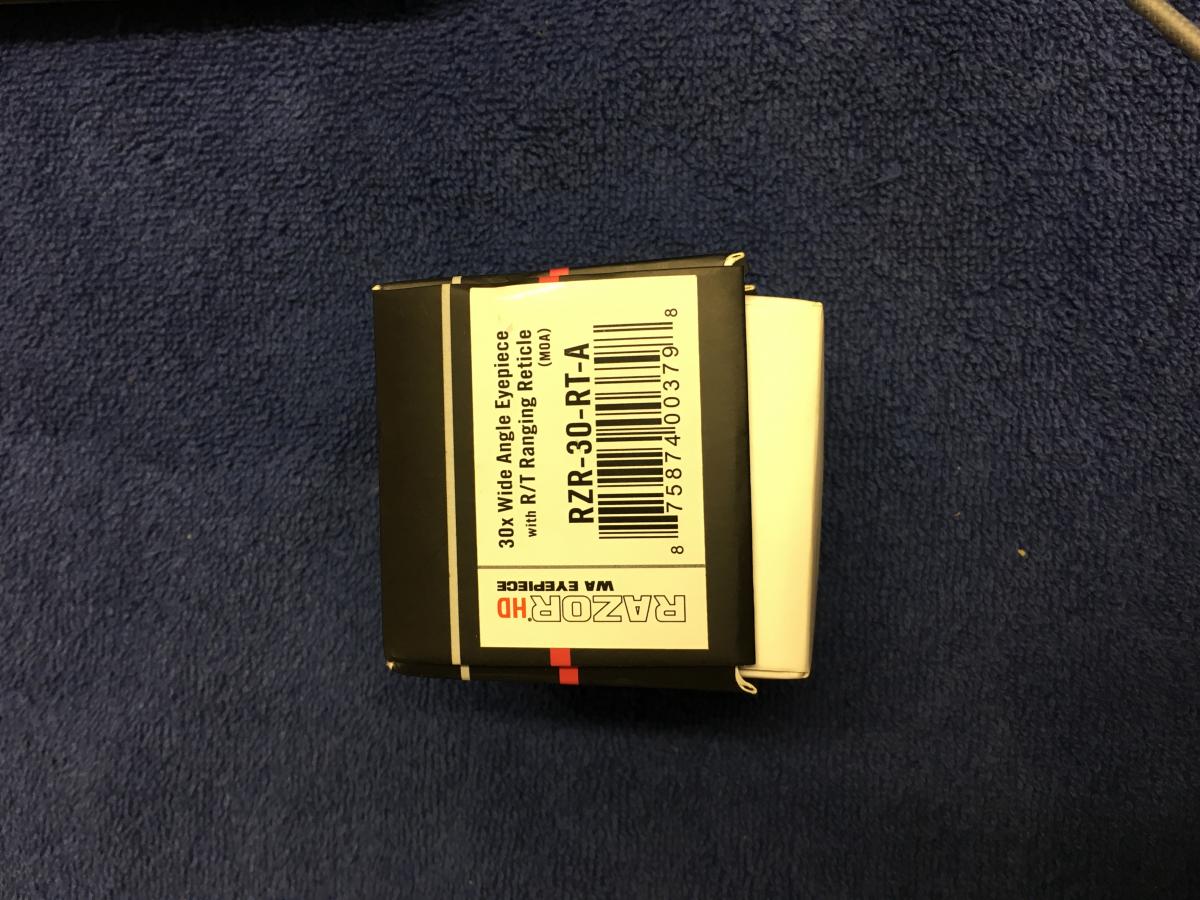 30x Wide Angle Eyepiece
with R/T Ranging Reticle
(MOA)
RZR-30-RT-A
8 75874 00379 8
RAZOR HD
WA EYEPIECE